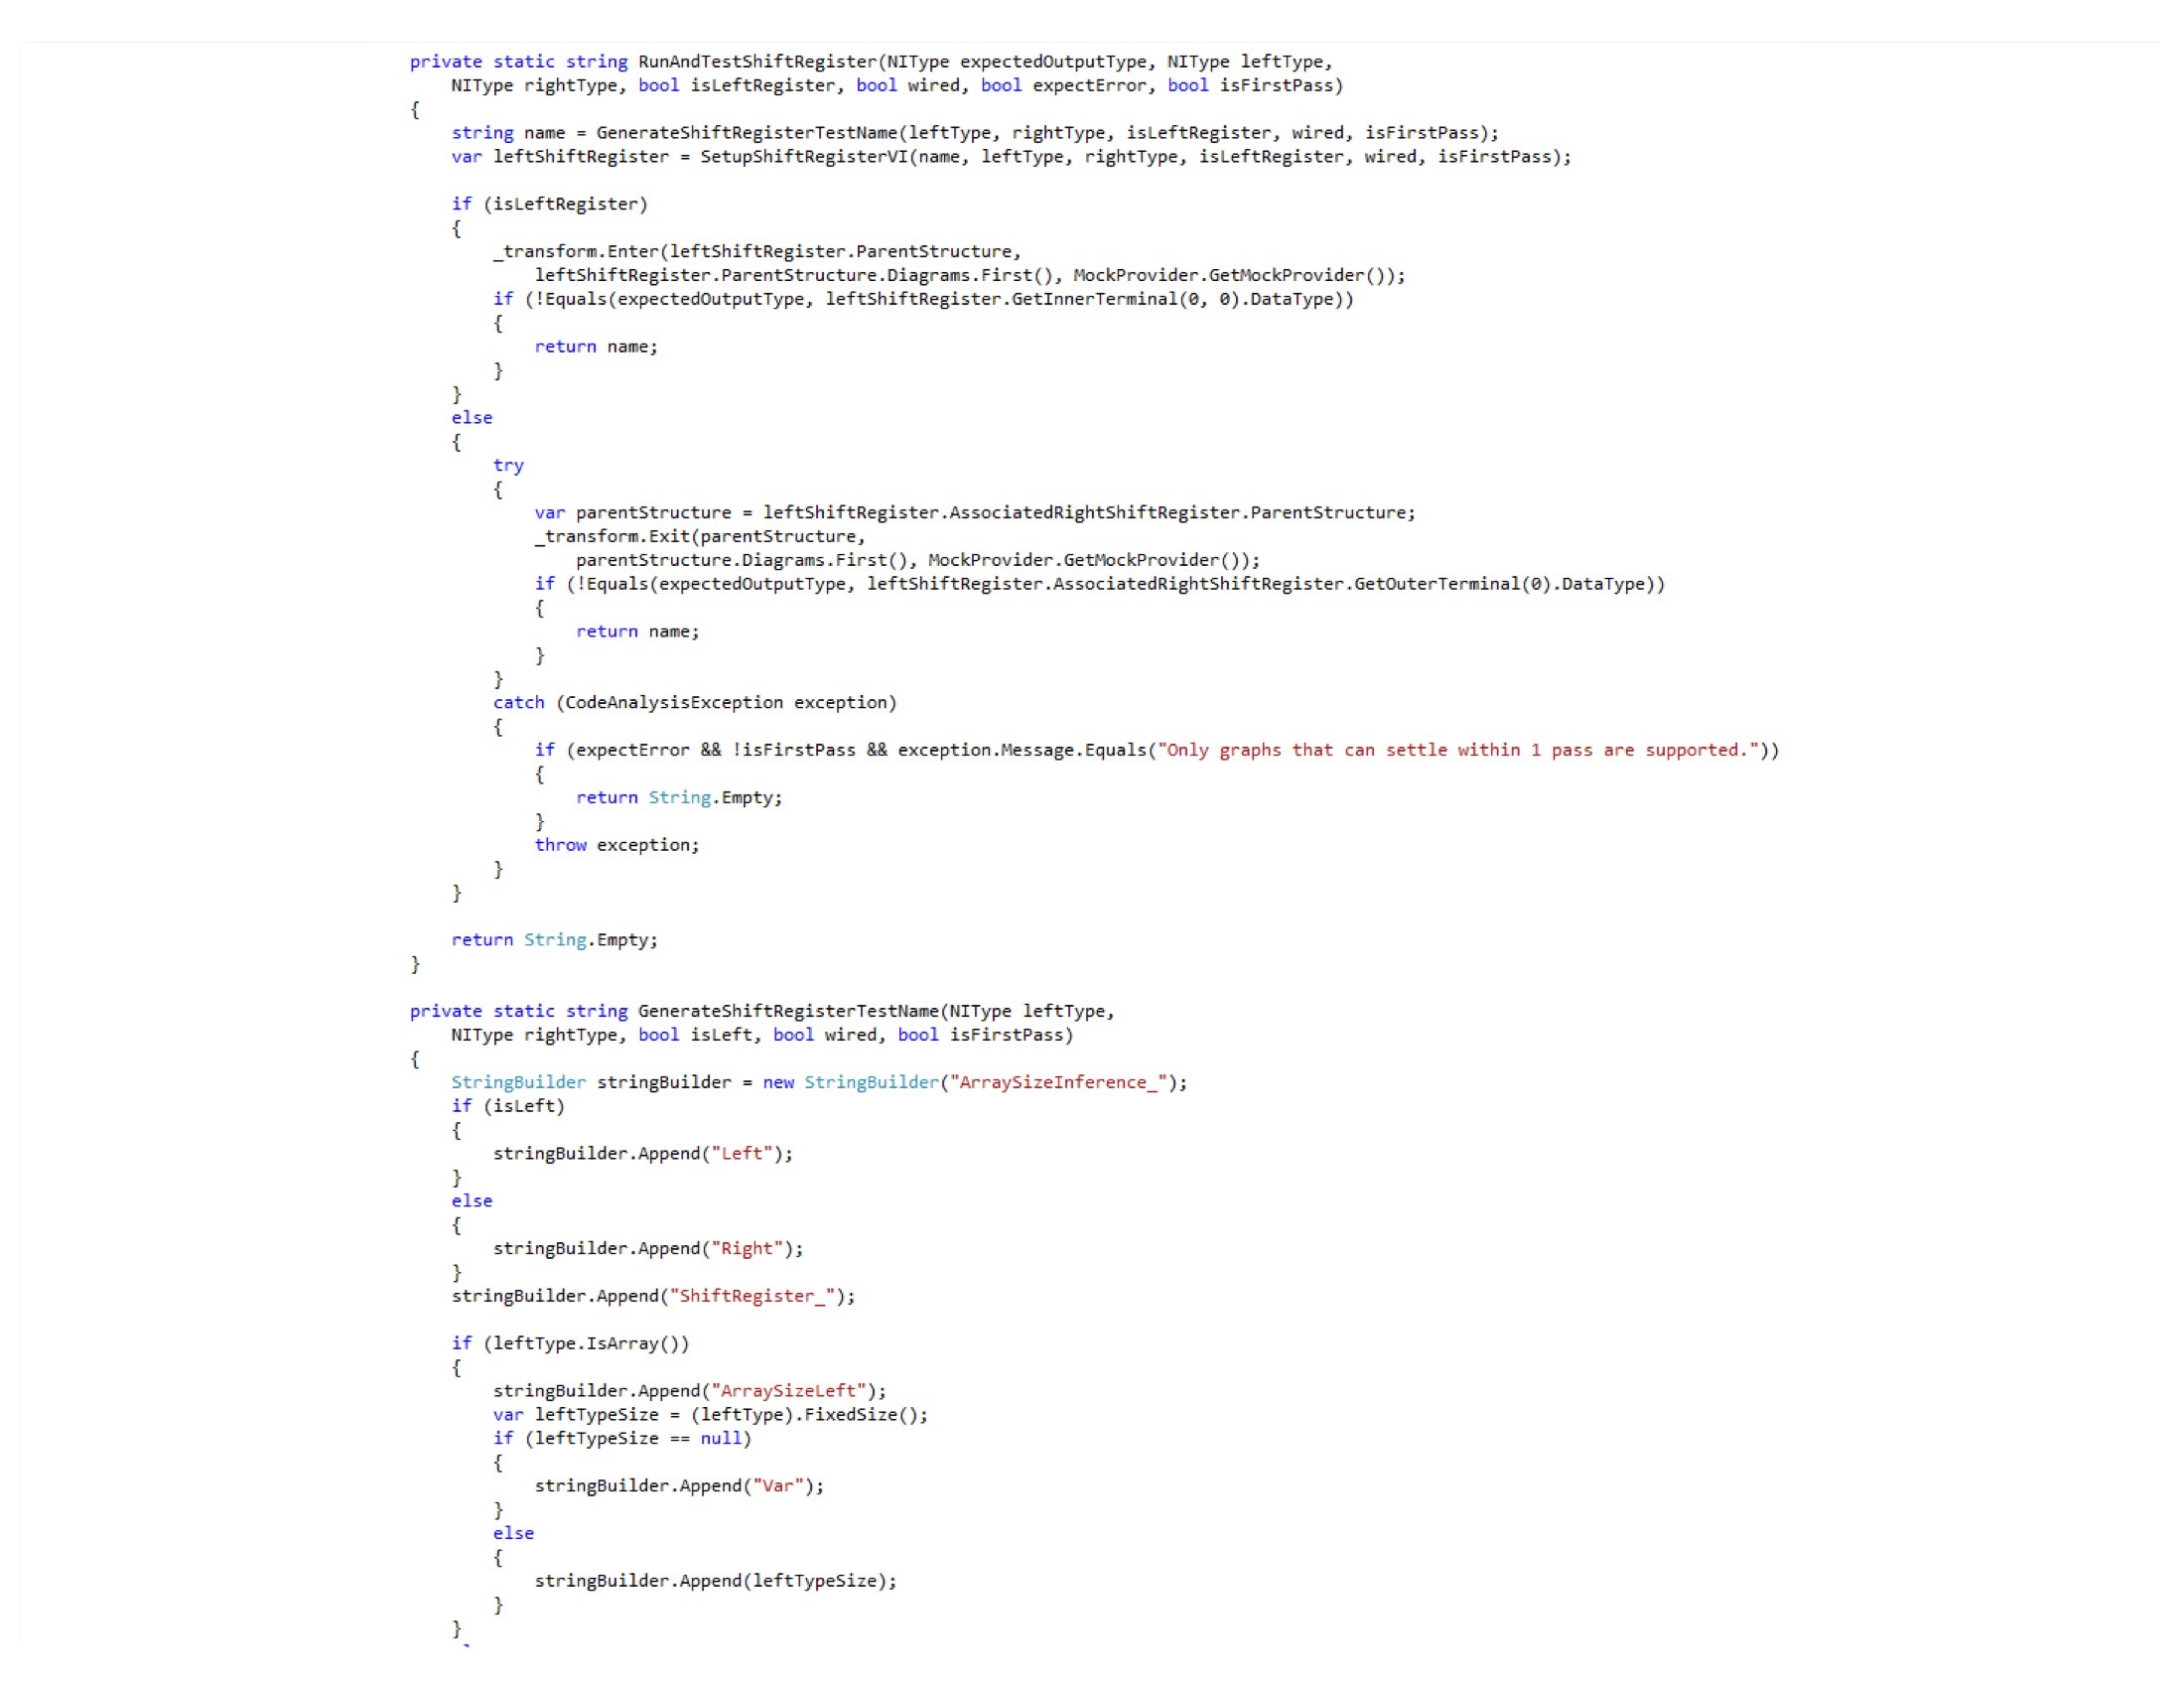 private static string RunAndTestShiftRegister(NIType expectedOutputType, NIType leftType,
NIType rightType, bool isLeftRegister, bool wired, bool expectError, bool isFirstPass)
{
string name = GenerateShiftRegisterTestName(leftType, rightType, isLeftRegister, wired, isFirstPass);
var leftShiftRegister = SetupShiftRegisterVI(name, leftType, rightType, isLeftRegister, wired, isFirstPass);
if (isLeftRegister)
{
_transform.Enter(leftShiftRegister.ParentStructure,
leftShiftRegister.ParentStructure.Diagrams.First(), MockProvider.GetMockProvider());
if (!Equals(expectedOutputType, leftShiftRegister.GetInnerTerminal(0, 0).DataType))
{
return name;
}
}
else
{
try
{
var parentStructure = leftShiftRegister.AssociatedRightShiftRegister.ParentStructure;
_transform.Exit(parentStructure,
parentStructure.Diagrams.First(), MockProvider.GetMockProvider());
if (!Equals(expectedOutputType, leftShiftRegister.AssociatedRightShiftRegister.GetOuterTerminal(0).DataType))
{
return name;
}
}
catch (CodeAnalysisException exception)
{
if (expectError && !isFirstPass && exception.Message.Equals("Only graphs that can settle within 1 pass are supported."))
{
return String.Empty;
}
throw exception;
}
}
return String.Empty;
}
private static string GenerateShiftRegisterTestName(NIType leftType,
NIType rightType, bool isLeft, bool wired, bool isFirstPass)
{
StringBuilder stringBuilder = new StringBuilder("ArraySizeInference_");
if (isLeft)
{
stringBuilder.Append("Left");
}
else
{
stringBuilder.Append("Right");
}
stringBuilder.Append("ShiftRegister_");
if (leftType.IsArray())
{
stringBuilder.Append("ArraySizeLeft");
var leftTypeSize = (leftType).FixedSize();
if (leftTypeSize == null)
{
stringBuilder.Append("Var");
}
else
{
stringBuilder.Append(leftTypeSize);
}
}